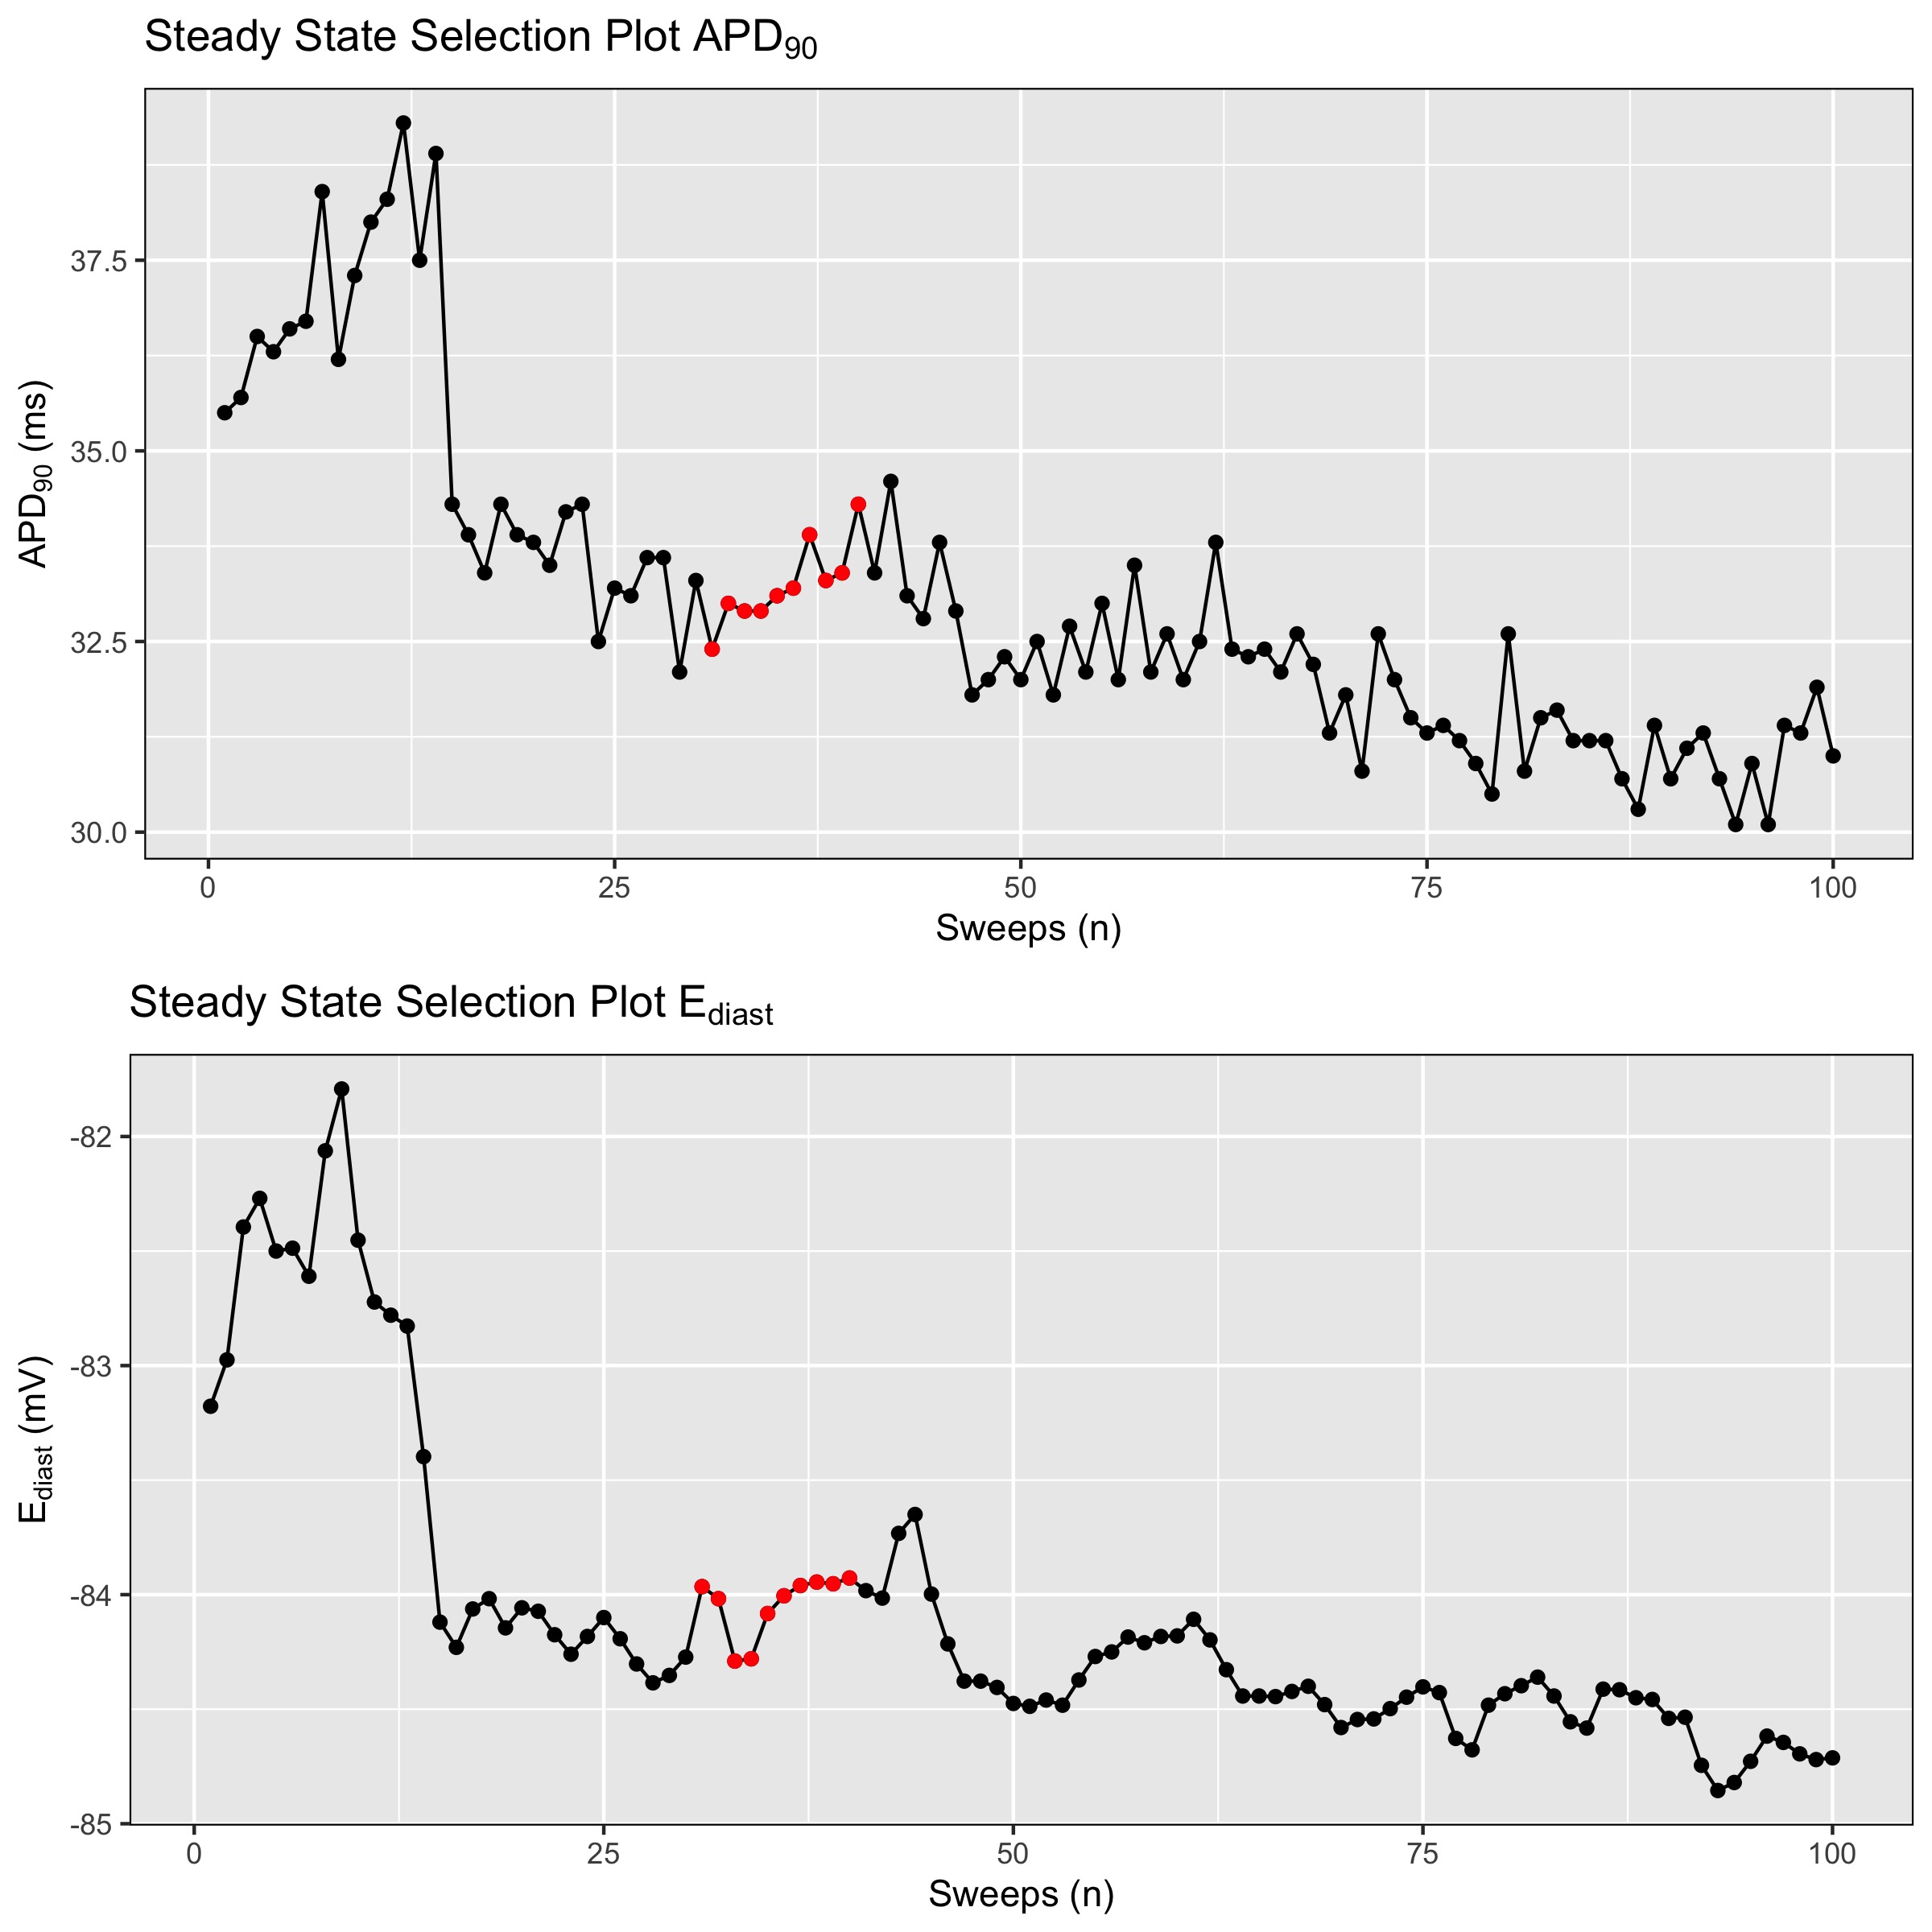 Steady State Selection Plot APD90
37.5
35.0
32.5
30.0
APD90 (ms)
0 25 50 75 100
Sweeps (n)
Steady State Selection Plot Ediast
-82
-83
-84
-85
Ediast (mV)
0 25 50 75 100
Sweeps (n)